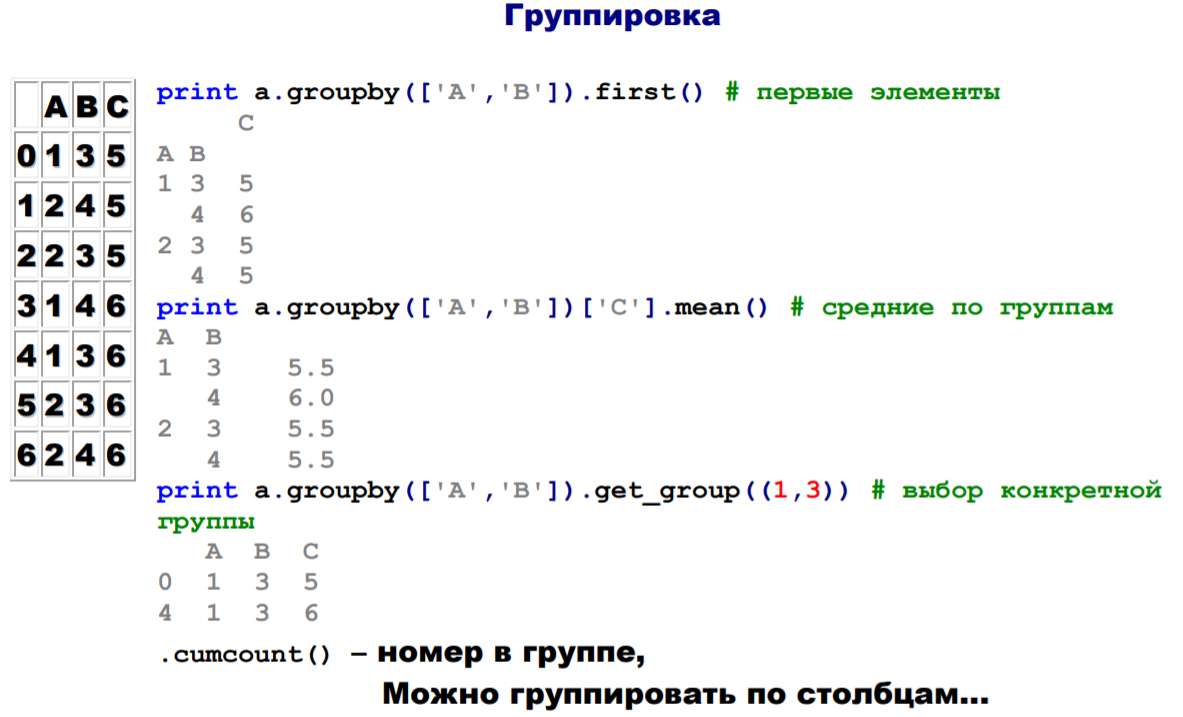 Группировка
A B C
0 1 3 5
1 2 4 5
2 2 3 5
3 1 4 6
4 1 3 6
5 2 3 6
6 2 4 6
print a.groupby(['A','B']).first() # первые элементы
C
A B
1 3 5
4 6
2 3 5
4 5
print a.groupby(['A','B'])['C'].mean() # средние по группам
A B
1 3 5.5
4 6.0
2 3 5.5
4 5.5
print a.groupby(['A','B']).get_group((1,3)) # выбор конкретной
группы
A B C
0 1 3 5
4 1 3 6
.cumcount() – номер в группе,
Можно группировать по столбцам...